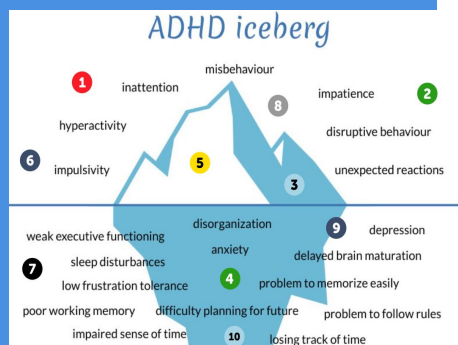 ADHD iceberg
misbehaviour
1
inattention
impatience
2
8
hyperactivity
disruptive behaviour
6
impulsivity
5
unexpected reactions
3
disorganization
9
depression
weak executive functioning
anxiety
sleep disturbances
delayed brain maturation
7
low frustration tolerance
4
problem to memorize easily
poor working memory
difficulty planning for future
problem to follow rules
impaired sense of time
10
losing track of time